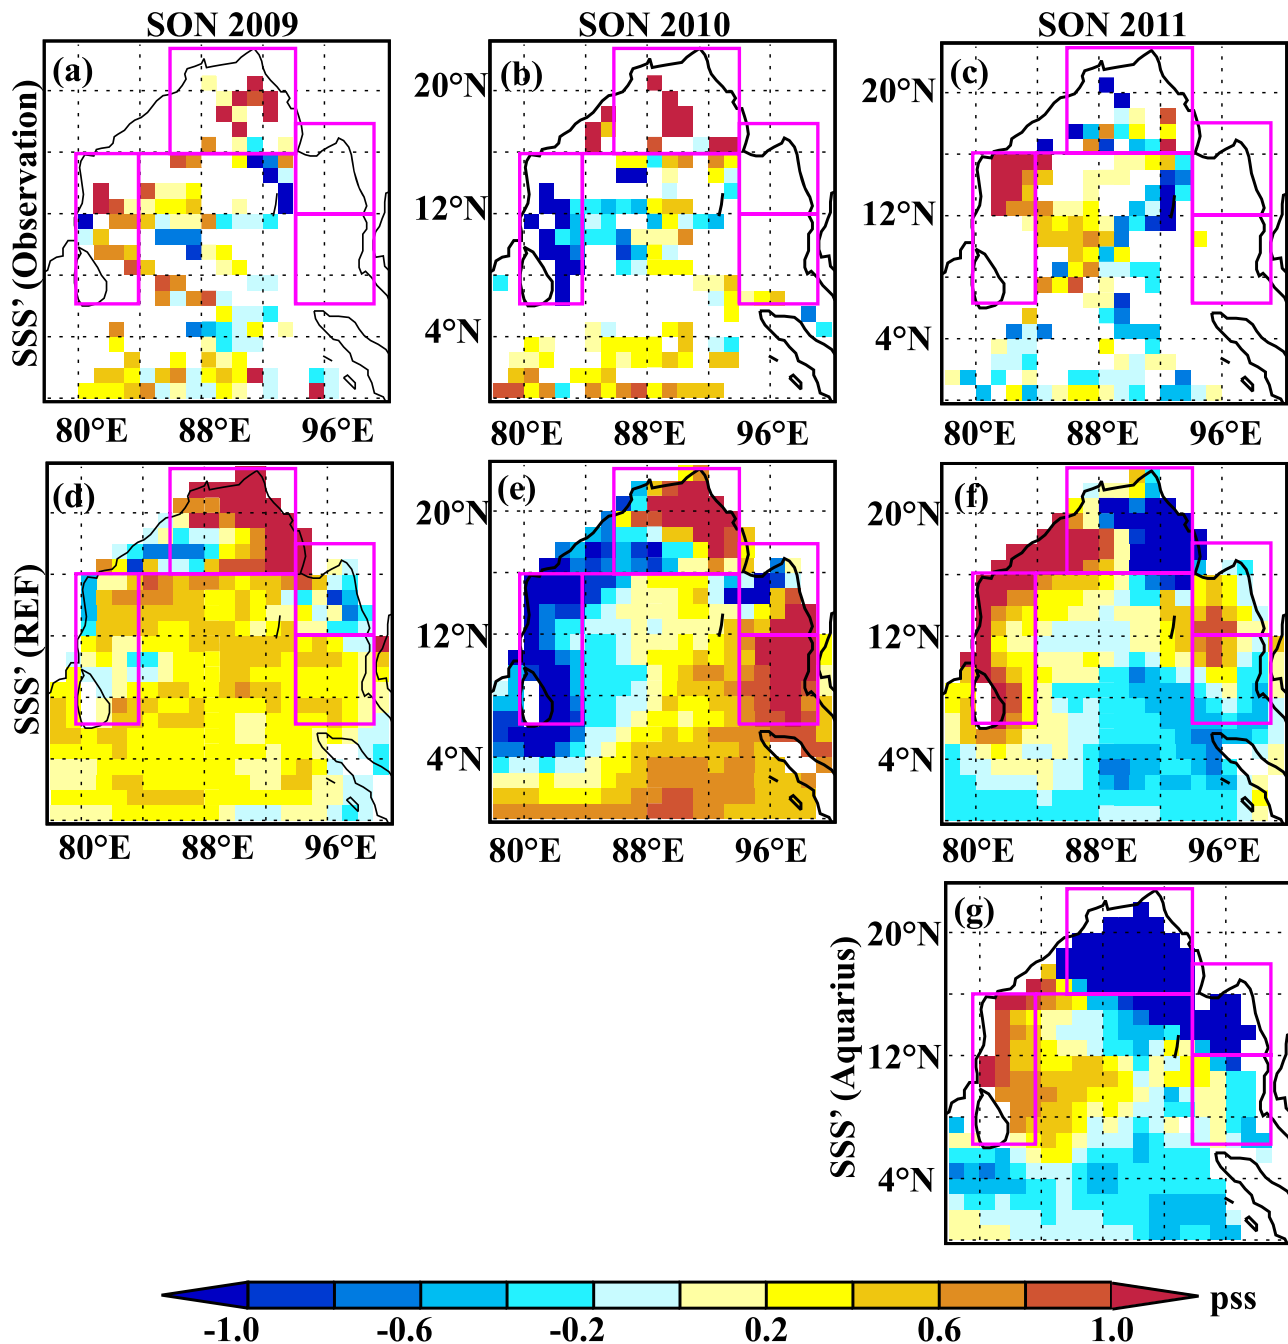 SON 2009 SON 2010 SON 2011
SSS' (Observation)
(a) (b) (c)
20°N 20°N
12°N 12°N
4°N 4°N
80°E 88°E 96°E 80°E 88°E 96°E 80°E 88°E 96°E
SSS' (REF)
(d) (e) (f)
20°N 20°N
12°N 12°N
4°N 4°N
80°E 88°E 96°E 80°E 88°E 96°E 80°E 88°E 96°E
SSS' (Aquarius)
(g)
20°N
12°N
4°N
pss
-1.0 -0.6 -0.2 0.2 0.6 1.0